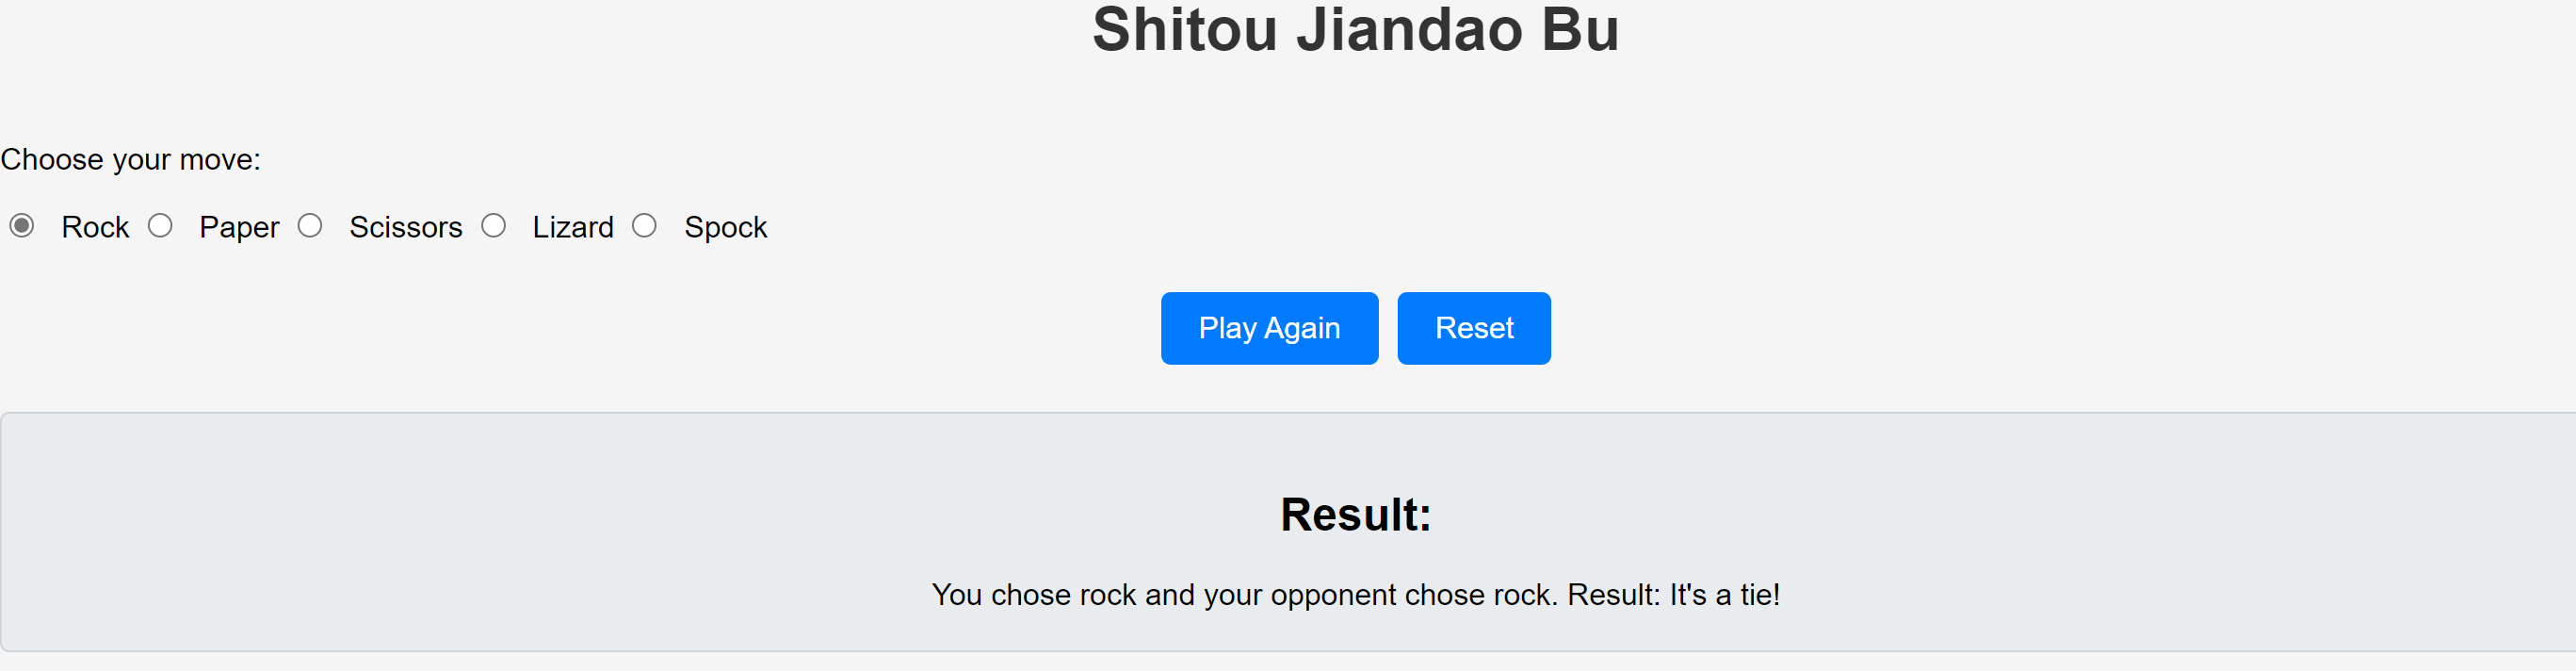 Shitou Jiandao Bu
Choose your move:
Rock Paper Scissors Lizard Spock
Play Again Reset
Result:
You chose rock and your opponent chose rock. Result: It's a tie!